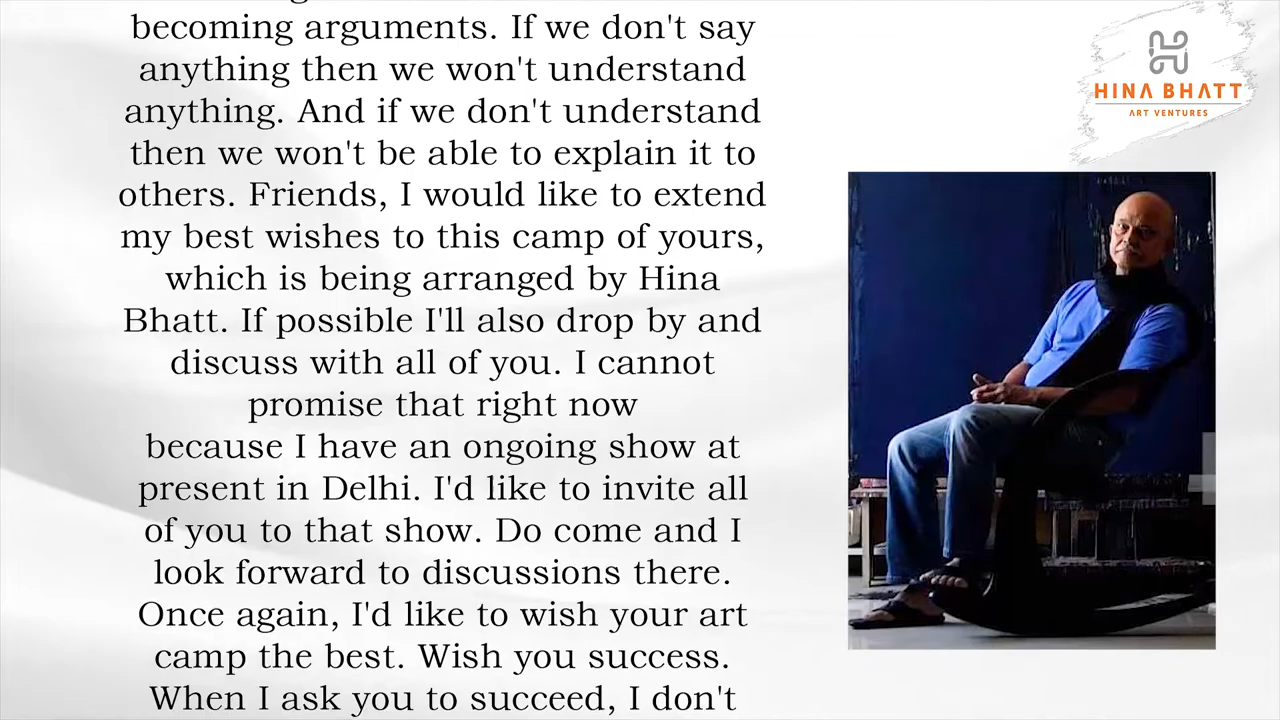 becoming arguments. If we don't say
anything then we won't understand
anything. And if we don't understand
then we won't be able to explain it to
others. Friends, I would like to extend
my best wishes to this camp of yours,
which is being arranged by Hina
Bhatt. If possible I'll also drop by and
discuss with all of you. I cannot
promise that right now
because I have an ongoing show at
present in Delhi. I'd like to invite all
of you to that show. Do come and I
look forward to discussions there.
Once again, I'd like to wish your art
camp the best. Wish you success.
When I ask you to succeed, I don't
HINA BHATT
ART VENTURES